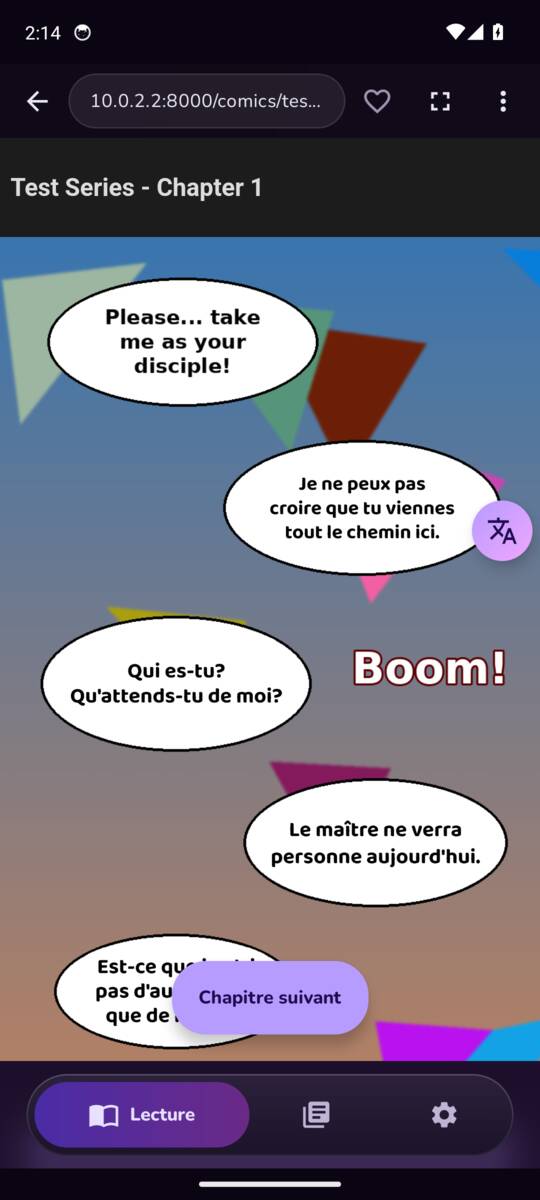 2:14
10.0.2.2:8000/comics/tes...
Test Series - Chapter 1
Please... take
me as your
disciple!
Je ne peux pas
croire que tu viennes
tout le chemin ici.
Qui es-tu?
Qu'attends-tu de moi?
Boom!
Le maître ne verra
personne aujourd'hui.
Est-ce que
pas
que de
Chapitre suivant
Lecture